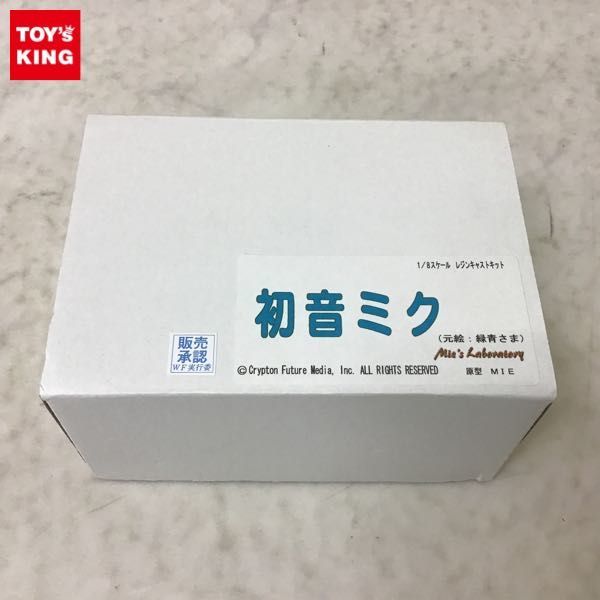 TOY'S
KING
1/8スケール レジンキャストキット
初音ミク
(元絵：緑青さま)
Mie's Laboratory
©Crypton Future Media, Inc. ALL RIGHTS RESERVED
原型 MIE
販売
承認
WF実行委